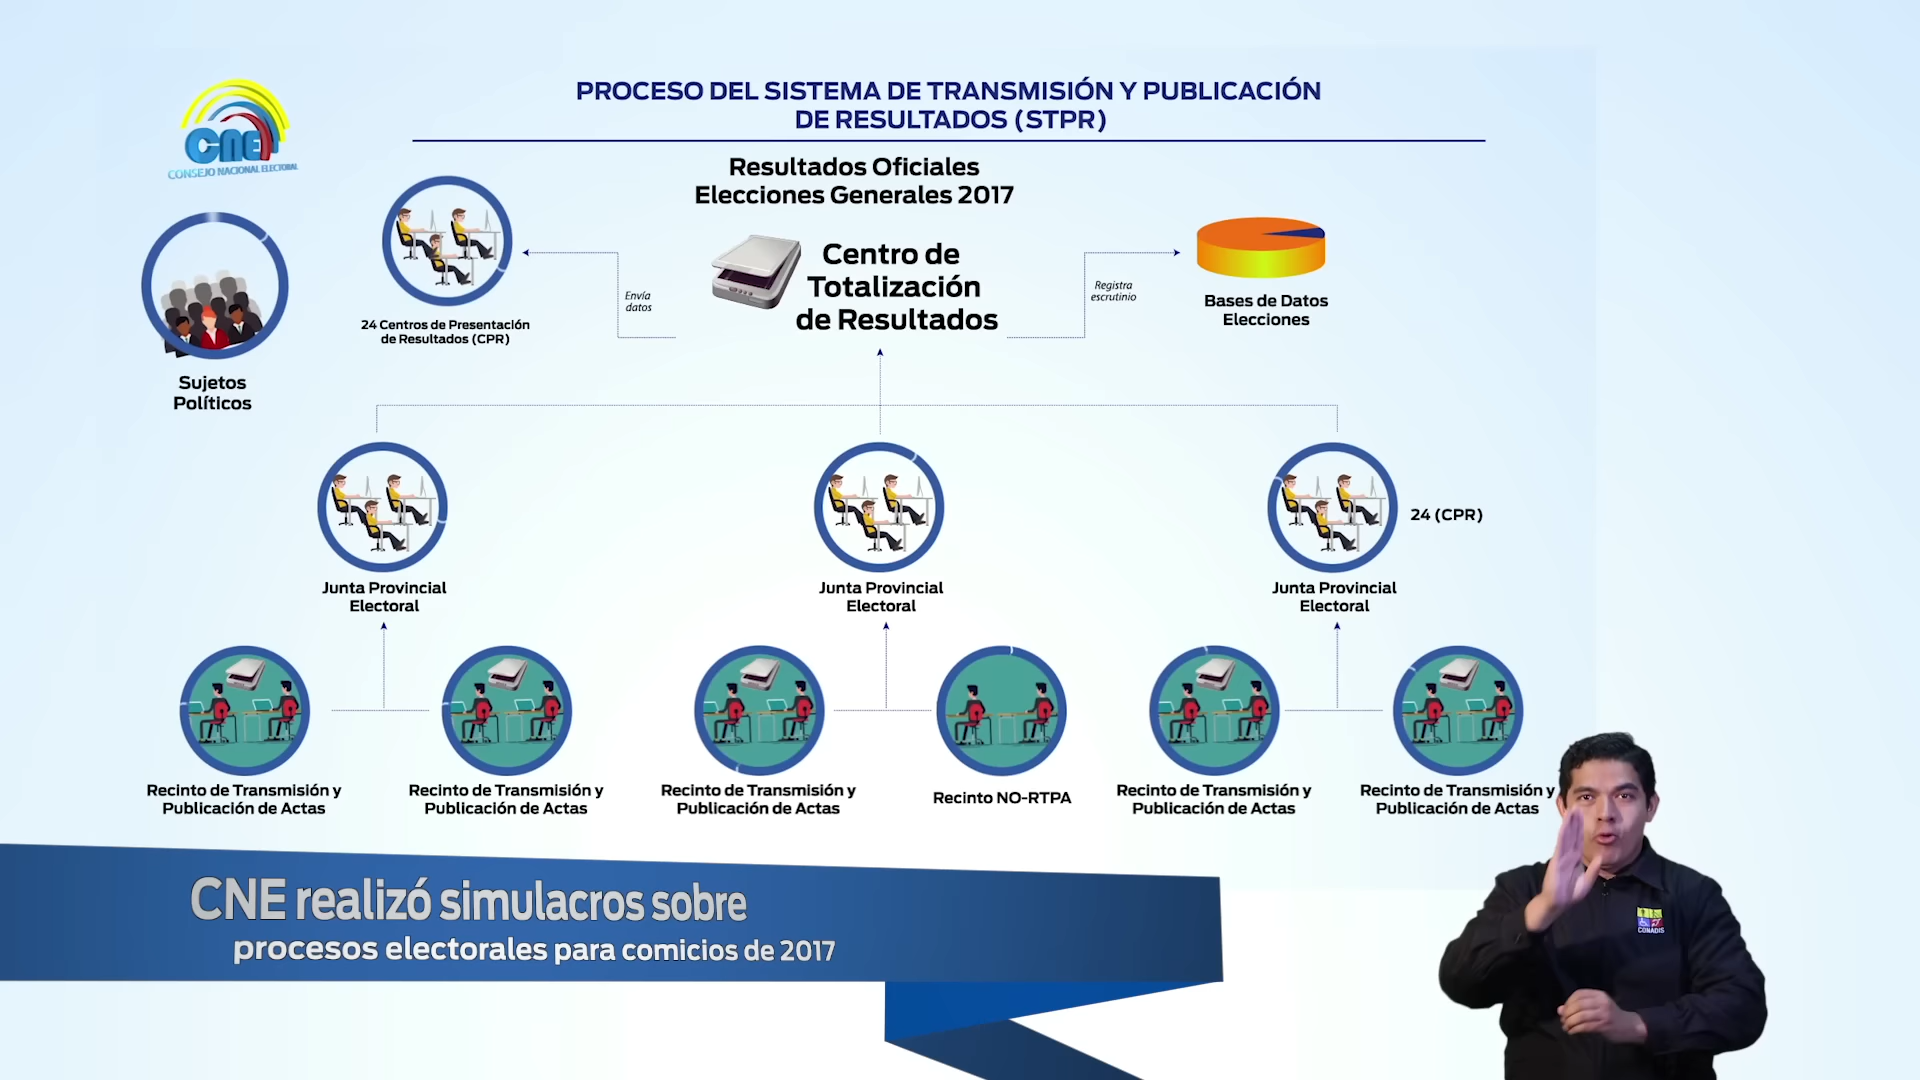 PROCESO DEL SISTEMA DE TRANSMISIÓN Y PUBLICACIÓN
DE RESULTADOS (STPR)
CNE
CONSEJO NACIONAL ELECTORAL
Resultados Oficiales
Elecciones Generales 2017
Centro de
Totalización
de Resultados
Envía
datos
Registra
escrutinio
24 Centros de Presentación
de Resultados (CPR)
Bases de Datos
Elecciones
Sujetos
Políticos
24 (CPR)
Junta Provincial
Electoral
Junta Provincial
Electoral
Junta Provincial
Electoral
Recinto de Transmisión y
Publicación de Actas
Recinto de Transmisión y
Publicación de Actas
Recinto de Transmisión y
Publicación de Actas
Recinto NO-RTPA
Recinto de Transmisión y
Publicación de Actas
Recinto de Transmisión y
Publicación de Actas
CNE realizó simulacros sobre
procesos electorales para comicios de 2017
CONADIS